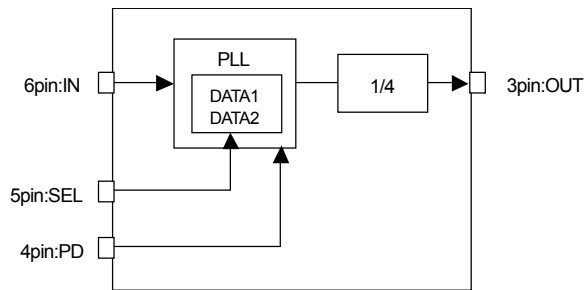 PLL
6pin:IN
DATA1
DATA2
1/4
3pin:OUT
5pin:SEL
4pin:PD